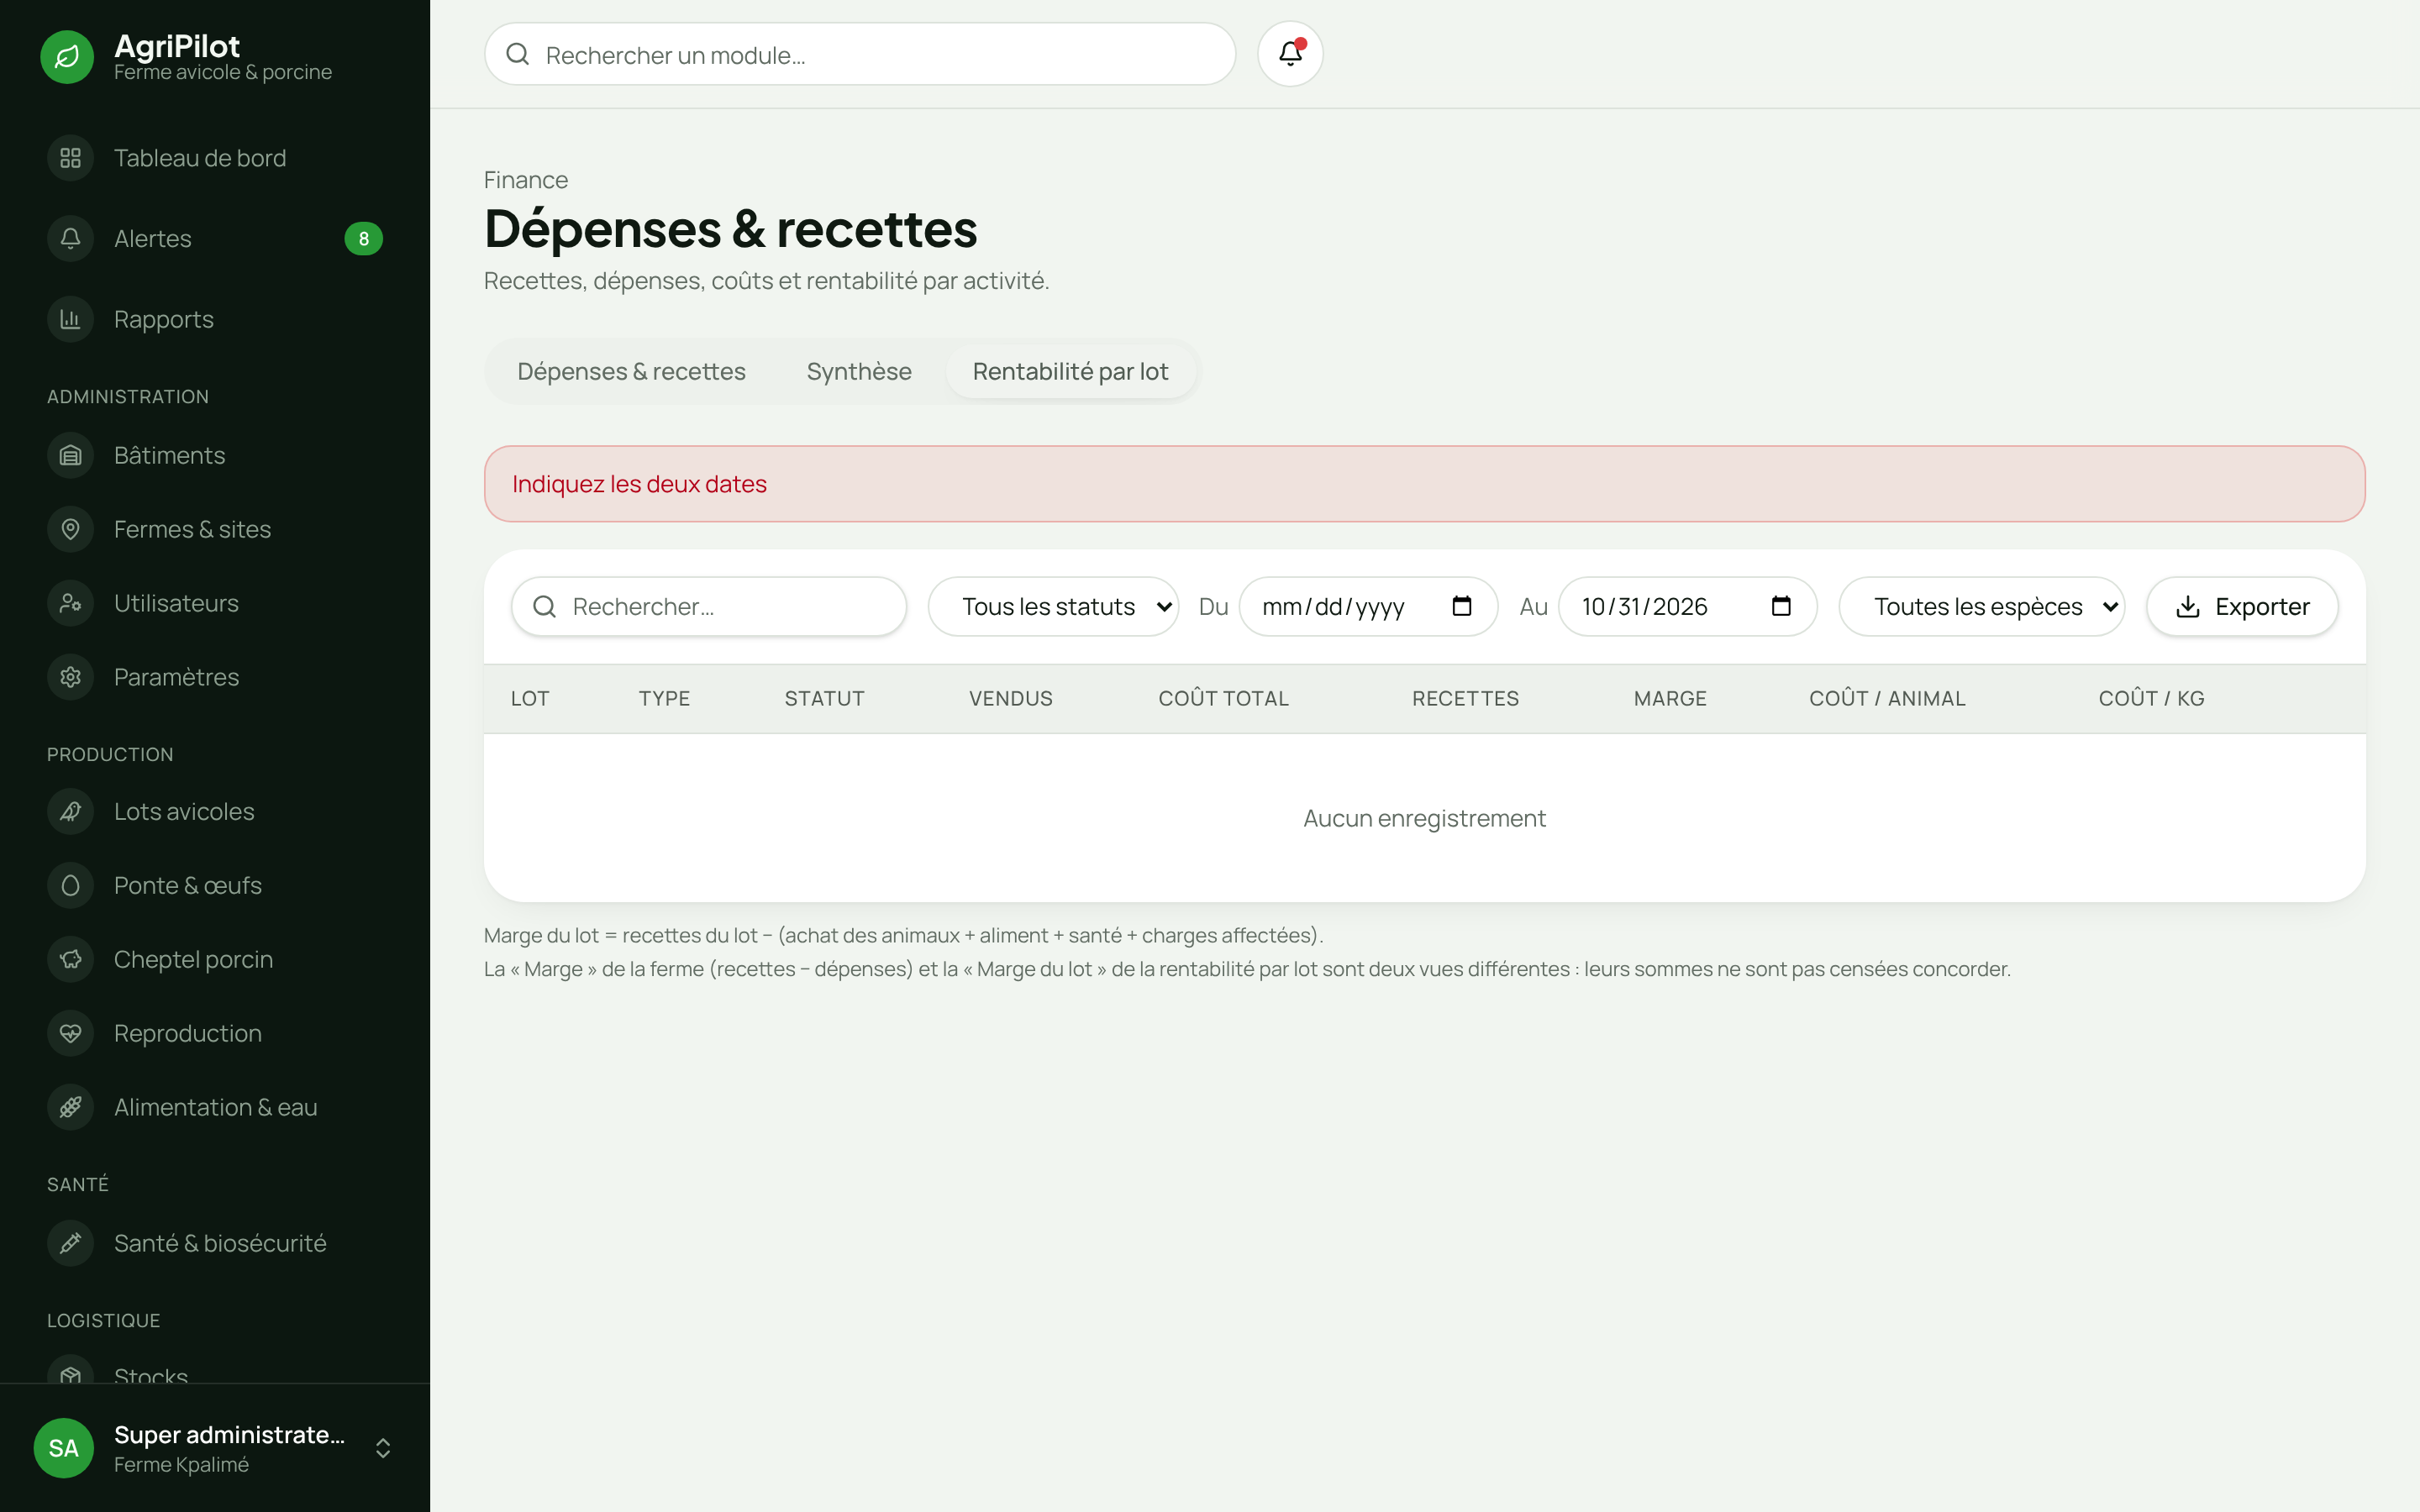 AgriPilot
Ferme avicole & porcine
Tableau de bord
Alertes 8
Rapports
ADMINISTRATION
Bâtiments
Fermes & sites
Utilisateurs
Paramètres
PRODUCTION
Lots avicoles
Ponte & œufs
Cheptel porcin
Reproduction
Alimentation & eau
SANTÉ
Santé & biosécurité
LOGISTIQUE
Stocks
SA
Super administrate...
Ferme Kpalimé
Rechercher un module...
Finance
Dépenses & recettes
Recettes, dépenses, coûts et rentabilité par activité.
Dépenses & recettes Synthèse Rentabilité par lot
Indiquez les deux dates
Rechercher... Tous les statuts Du mm/dd/yyyy Au 10/31/2026 Toutes les espèces Exporter
LOT TYPE STATUT VENDUS COÛT TOTAL RECETTES MARGE COÛT / ANIMAL COÛT / KG
Aucun enregistrement
Marge du lot = recettes du lot − (achat des animaux + aliment + santé + charges affectées).
La « Marge » de la ferme (recettes − dépenses) et la « Marge du lot » de la rentabilité par lot sont deux vues différentes : leurs sommes ne sont pas censées concorder.